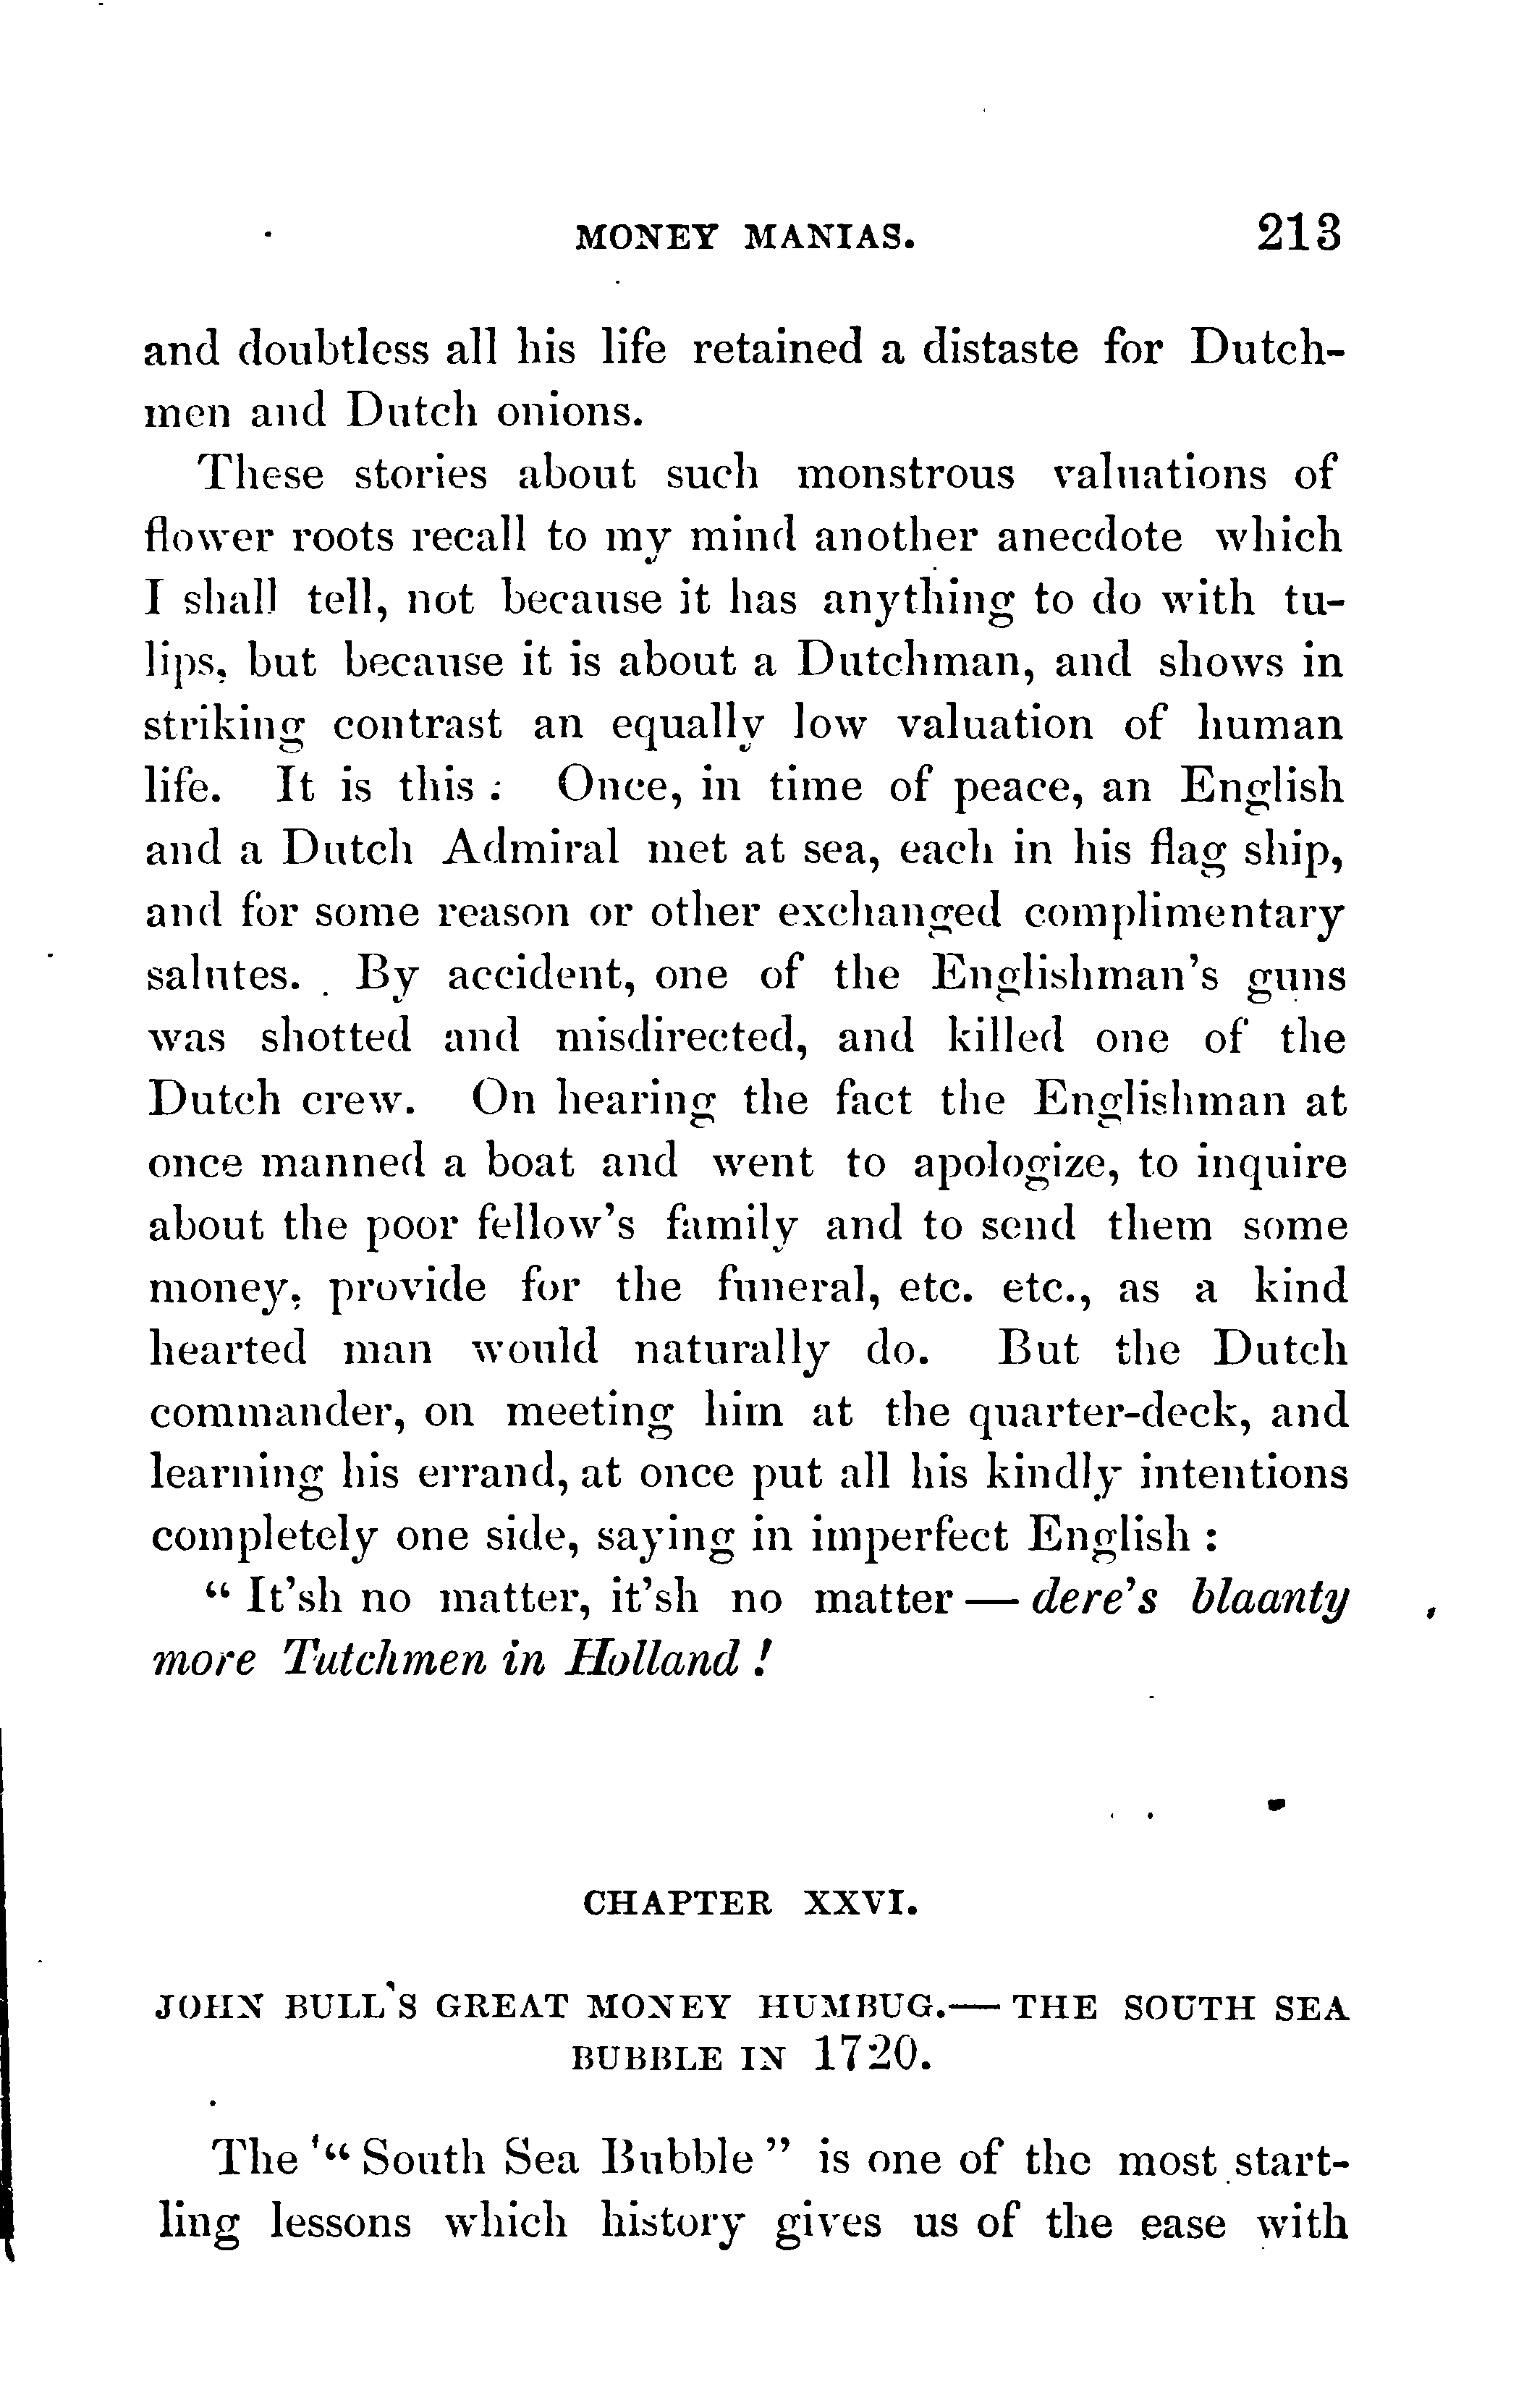 MONEY MANIAS. 213
and doubtless all his life retained a distaste for Dutch-
men and Dutch onions.
These stories about such monstrous valuations of
flower roots recall to my mind another anecdote which
I shall tell, not because it has anything to do with tu-
lips, but because it is about a Dutchman, and shows in
striking contrast an equally low valuation of human
life. It is this : Once, in time of peace, an English
and a Dutch Admiral met at sea, each in his flag ship,
and for some reason or other exchanged complimentary
salutes. By accident, one of the Englishman's guns
was shotted and misdirected, and killed one of the
Dutch crew. On hearing the fact the Englishman at
once manned a boat and went to apologize, to inquire
about the poor fellow's family and to send them some
money, provide for the funeral, etc. etc., as a kind
hearted man would naturally do. But the Dutch
commander, on meeting him at the quarter-deck, and
learning his errand, at once put all his kindly intentions
completely one side, saying in imperfect English :
“ It'sh no matter, it'sh no matter — dere's blaanty
more Tutchmen in Holland !
CHAPTER XXVI.
JOHN BULL'S GREAT MONEY HUMBUG.— THE SOUTH SEA
BUBBLE IN 1720.
The “ South Sea Bubble ” is one of the most start-
ling lessons which history gives us of the ease with